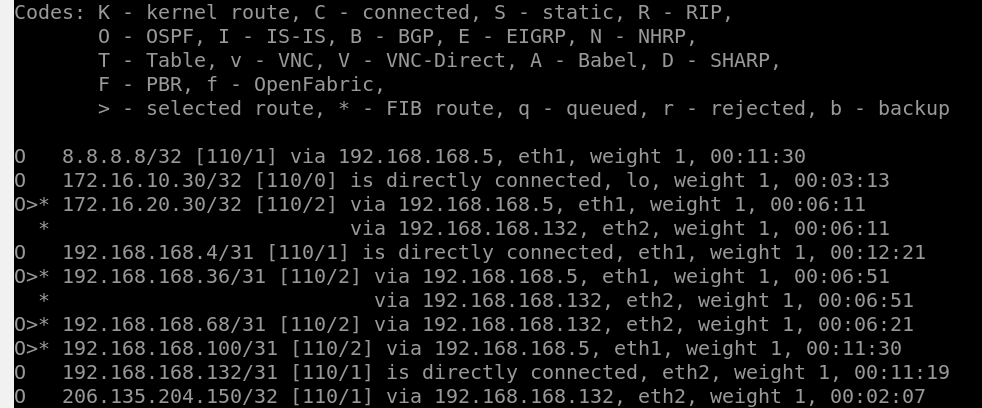 Codes: K - kernel route, C - connected, S - static, R - RIP,
       O - OSPF, I - IS-IS, B - BGP, E - EIGRP, N - NHRP,
       T - Table, v - VNC, V - VNC-Direct, A - Babel, D - SHARP,
       F - PBR, f - OpenFabric,
       > - selected route, * - FIB route, q - queued, r - rejected, b - backup

O   8.8.8.8/32 [110/1] via 192.168.168.5, eth1, weight 1, 00:11:30
O   172.16.10.30/32 [110/0] is directly connected, lo, weight 1, 00:03:13
O>* 172.16.20.30/32 [110/2] via 192.168.168.5, eth1, weight 1, 00:06:11
  *                         via 192.168.168.132, eth2, weight 1, 00:06:11
O   192.168.168.4/31 [110/1] is directly connected, eth1, weight 1, 00:12:21
O>* 192.168.168.36/31 [110/2] via 192.168.168.5, eth1, weight 1, 00:06:51
  *                           via 192.168.168.132, eth2, weight 1, 00:06:51
O>* 192.168.168.68/31 [110/2] via 192.168.168.132, eth2, weight 1, 00:06:21
O>* 192.168.168.100/31 [110/2] via 192.168.168.5, eth1, weight 1, 00:11:30
O   192.168.168.132/31 [110/1] is directly connected, eth2, weight 1, 00:11:19
O   206.135.204.150/32 [110/1] via 192.168.168.132, eth2, weight 1, 00:02:07